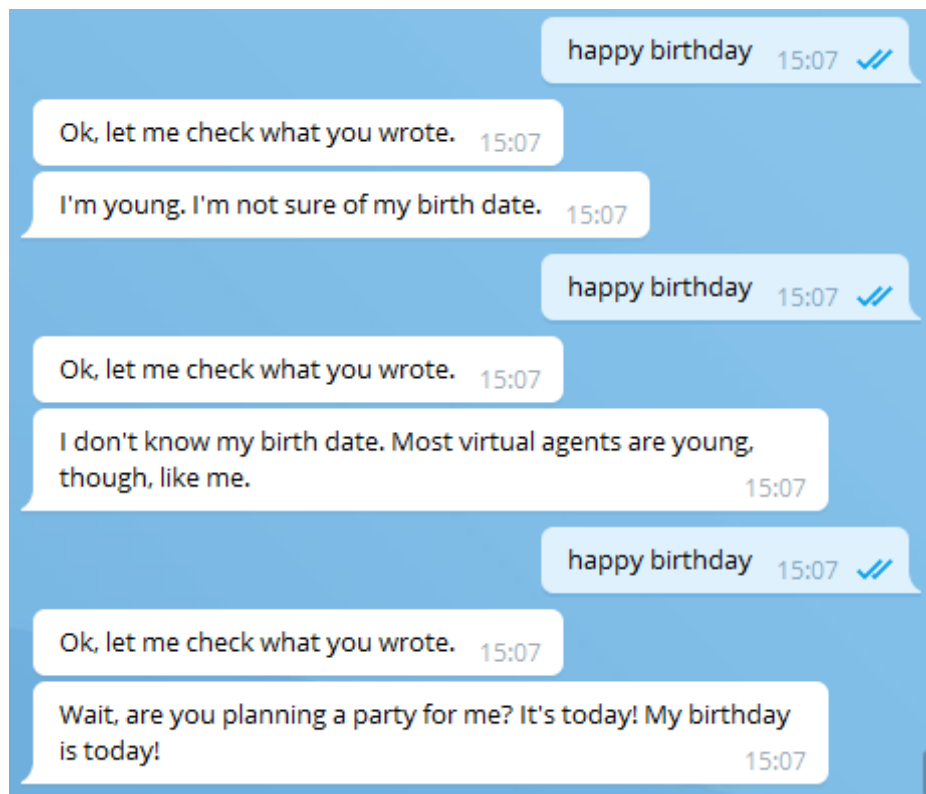 happy birthday 15:07
Ok, let me check what you wrote. 15:07
I'm young. I'm not sure of my birth date. 15:07
happy birthday 15:07
Ok, let me check what you wrote. 15:07
I don't know my birth date. Most virtual agents are young,
though, like me. 15:07
happy birthday 15:07
Ok, let me check what you wrote. 15:07
Wait, are you planning a party for me? It's today! My birthday
is today! 15:07